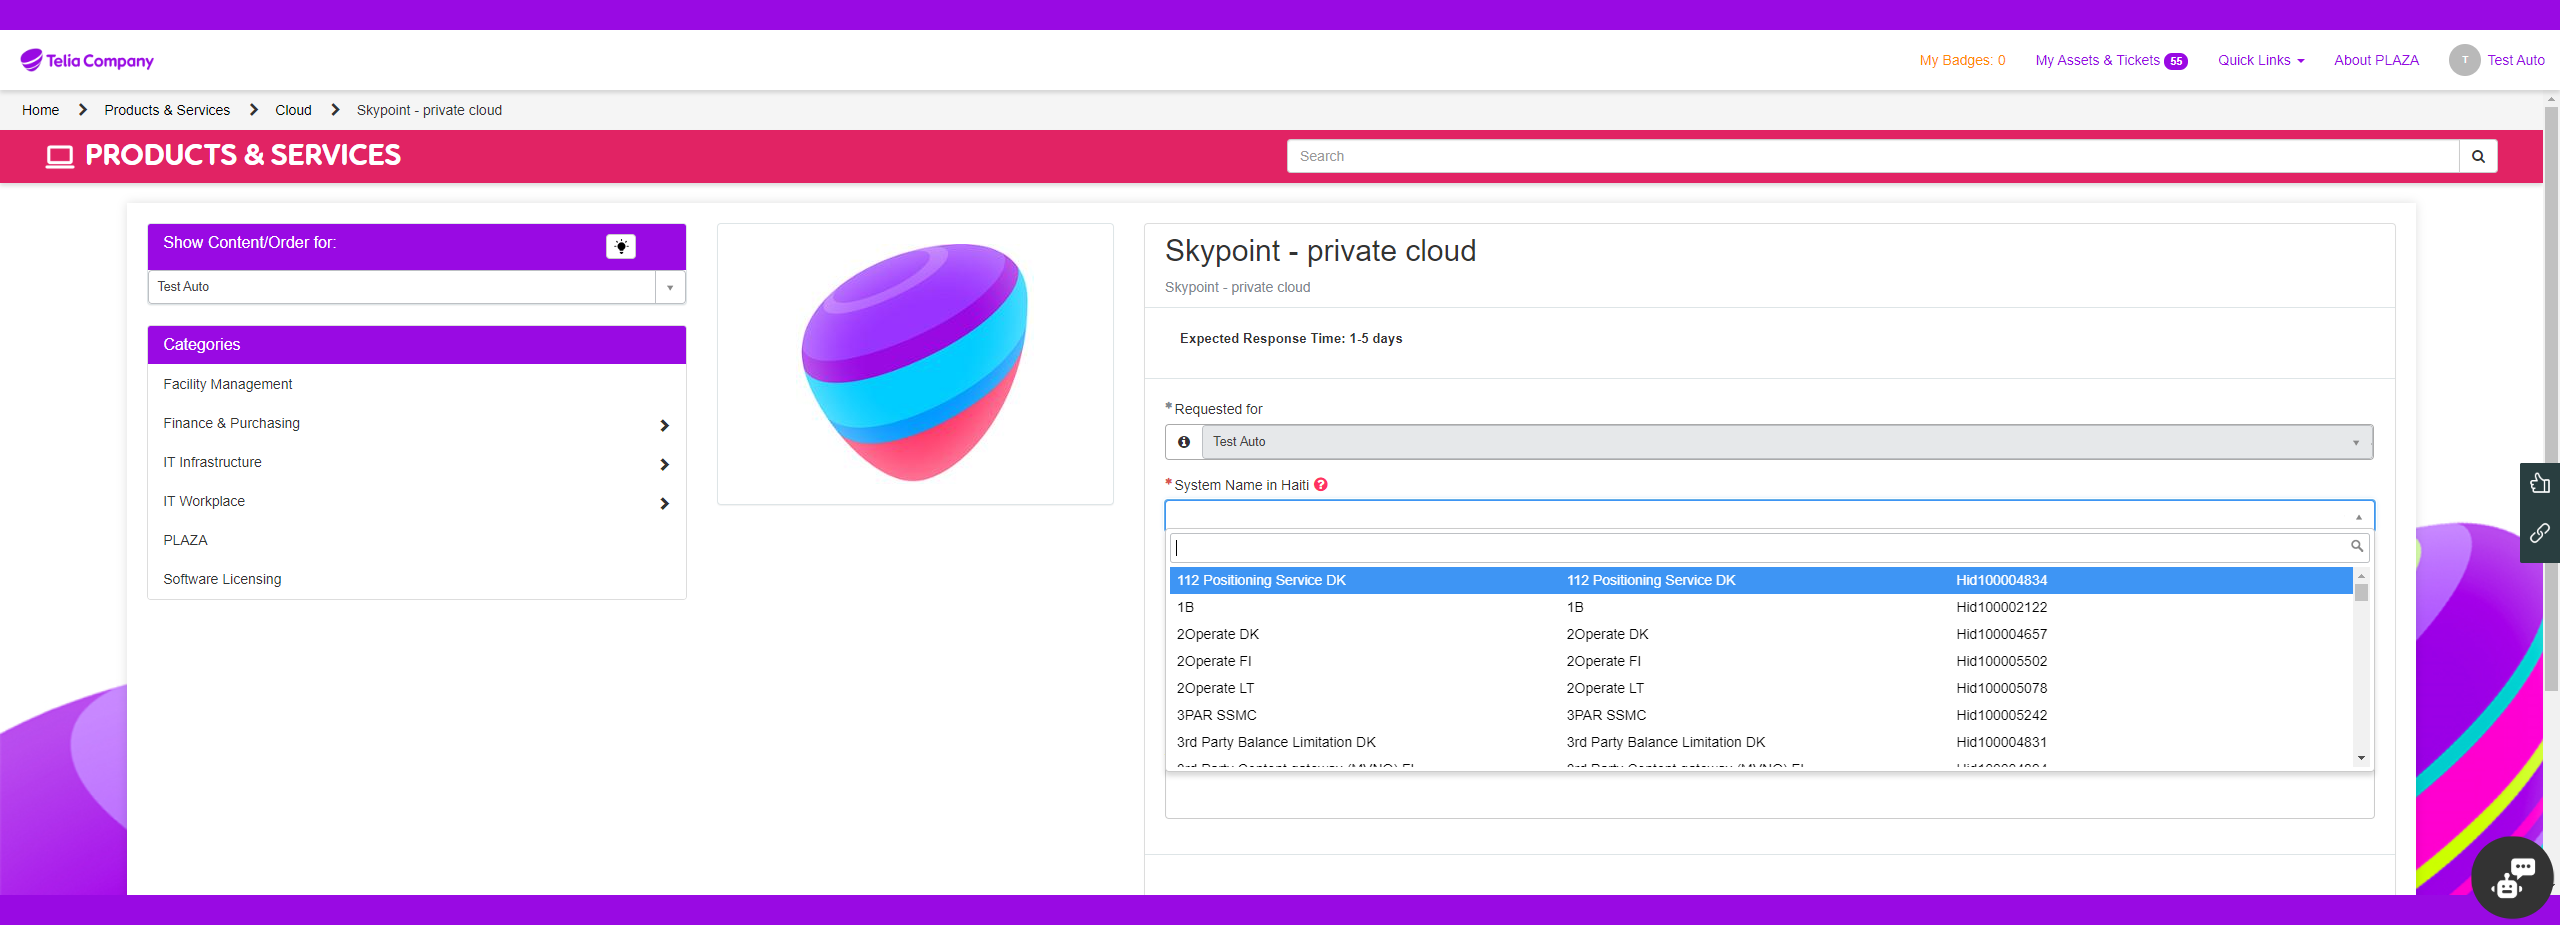 Telia Company
My Badges: 0
My Assets & Tickets 55
Quick Links
About PLAZA
T
Test Auto
Home
Products & Services
Cloud
Skypoint - private cloud
PRODUCTS & SERVICES
Search
Show Content/Order for:
Test Auto
Categories
Facility Management
Finance & Purchasing
IT Infrastructure
IT Workplace
PLAZA
Software Licensing
Skypoint - private cloud
Skypoint - private cloud
Expected Response Time: 1-5 days
* Requested for
Test Auto
* System Name in Haiti ?
112 Positioning Service DK 112 Positioning Service DK Hid100004834
1B 1B Hid100002122
2Operate DK 2Operate DK Hid100004657
2Operate FI 2Operate FI Hid100005502
2Operate LT 2Operate LT Hid100005078
3PAR SSMC 3PAR SSMC Hid100005242
3rd Party Balance Limitation DK 3rd Party Balance Limitation DK Hid100004831